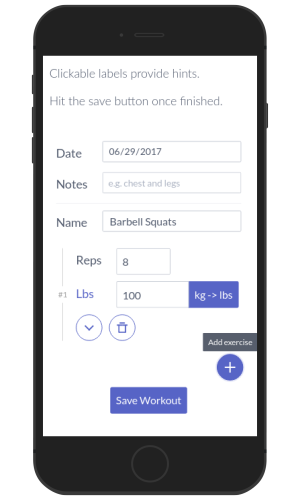 Clickable labels provide hints.
Hit the save button once finished.
Date 06/29/2017
Notes e.g. chest and legs
Name Barbell Squats
Reps 8
#1 Lbs 100 kg -> lbs
Add exercise
+
Save Workout